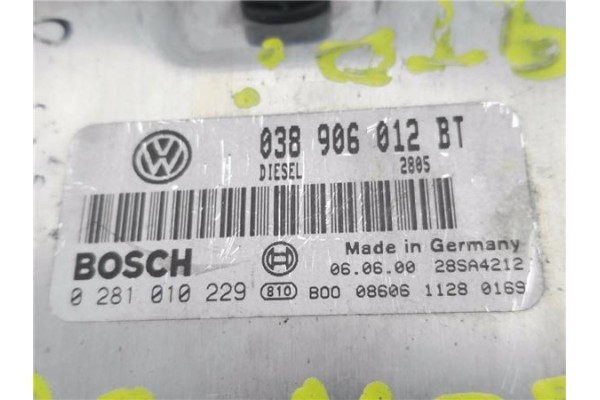 038 906 012 BT
DIESEL 2805
BOSCH
Made in Germany
06.06.00 28SA4212
0 281 010 229 810 B00 08606 1128 0169